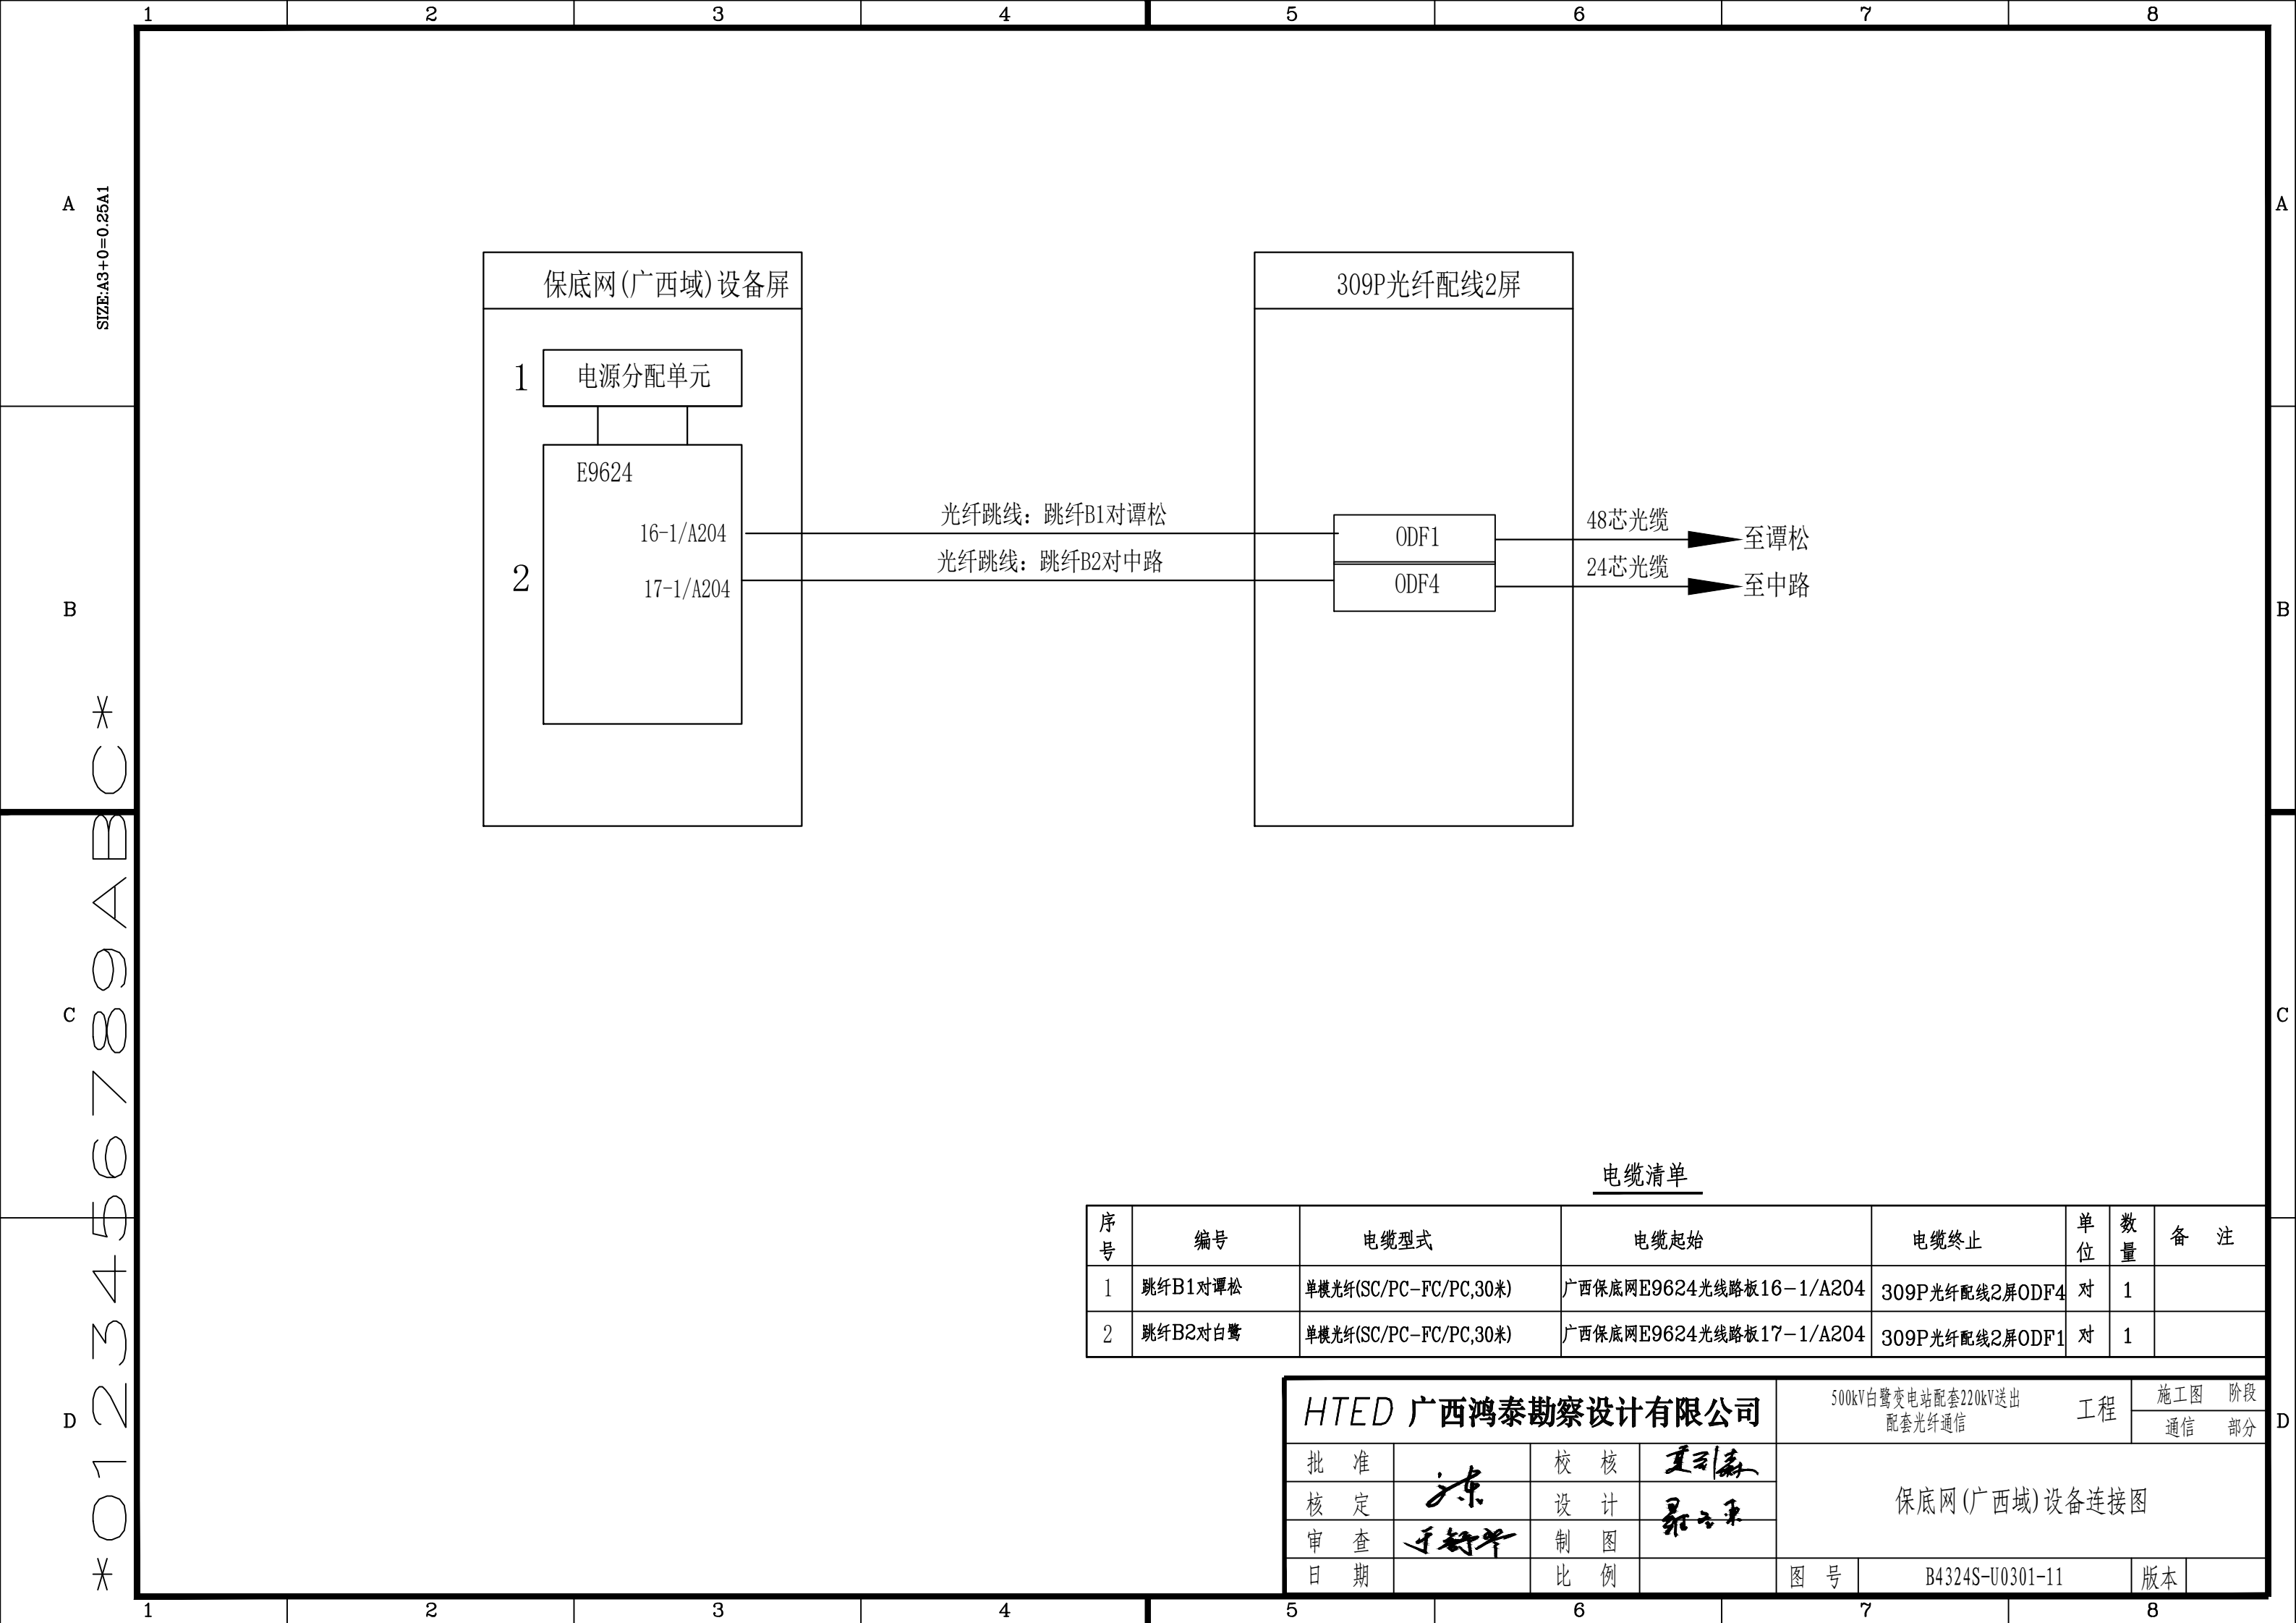 1 2 3 4 5 6 7 8
A
A
SIZE:A3+0=0.25A1
保底网(广西域)设备屏
309P光纤配线2屏
1
电源分配单元
E9624
16-1/A204
光纤跳线：跳纤B1对谭松
ODF1
48芯光缆
至谭松
2
17-1/A204
光纤跳线：跳纤B2对中路
ODF4
24芯光缆
至中路
B
B
*0123456789ABC*
C
C
电缆清单
序号 编号 电缆型式 电缆起始 电缆终止 单位 数量 备 注
1 跳纤B1对谭松 单模光纤(SC/PC-FC/PC,30米) 广西保底网E9624光线路板16-1/A204 309P光纤配线2屏ODF4 对 1
2 跳纤B2对白鹭 单模光纤(SC/PC-FC/PC,30米) 广西保底网E9624光线路板17-1/A204 309P光纤配线2屏ODF1 对 1
D
D
HTED 广西鸿泰勘察设计有限公司
500kV白鹭变电站配套220kV送出
配套光纤通信
工程
施工图 阶段
通信 部分
批 准 校 核
核 定 设 计
审 查 制 图
日 期 比 例
保底网(广西域)设备连接图
图 号 B4324S-U0301-11 版本
1 2 3 4 5 6 7 8